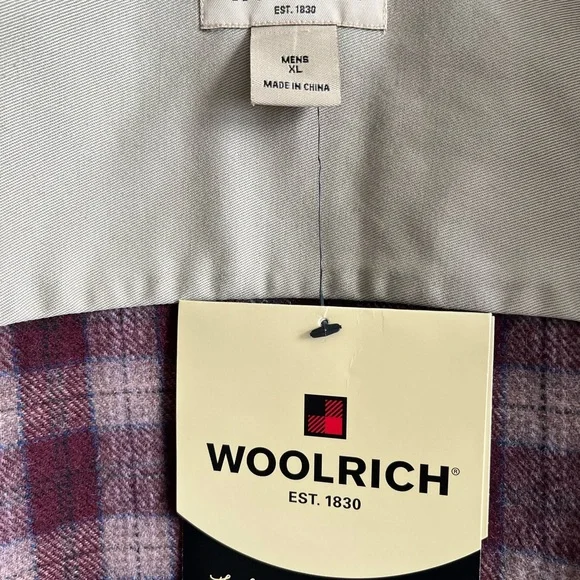 EST. 1830
MENS
XL
MADE IN CHINA
WOOLRICH®
EST. 1830